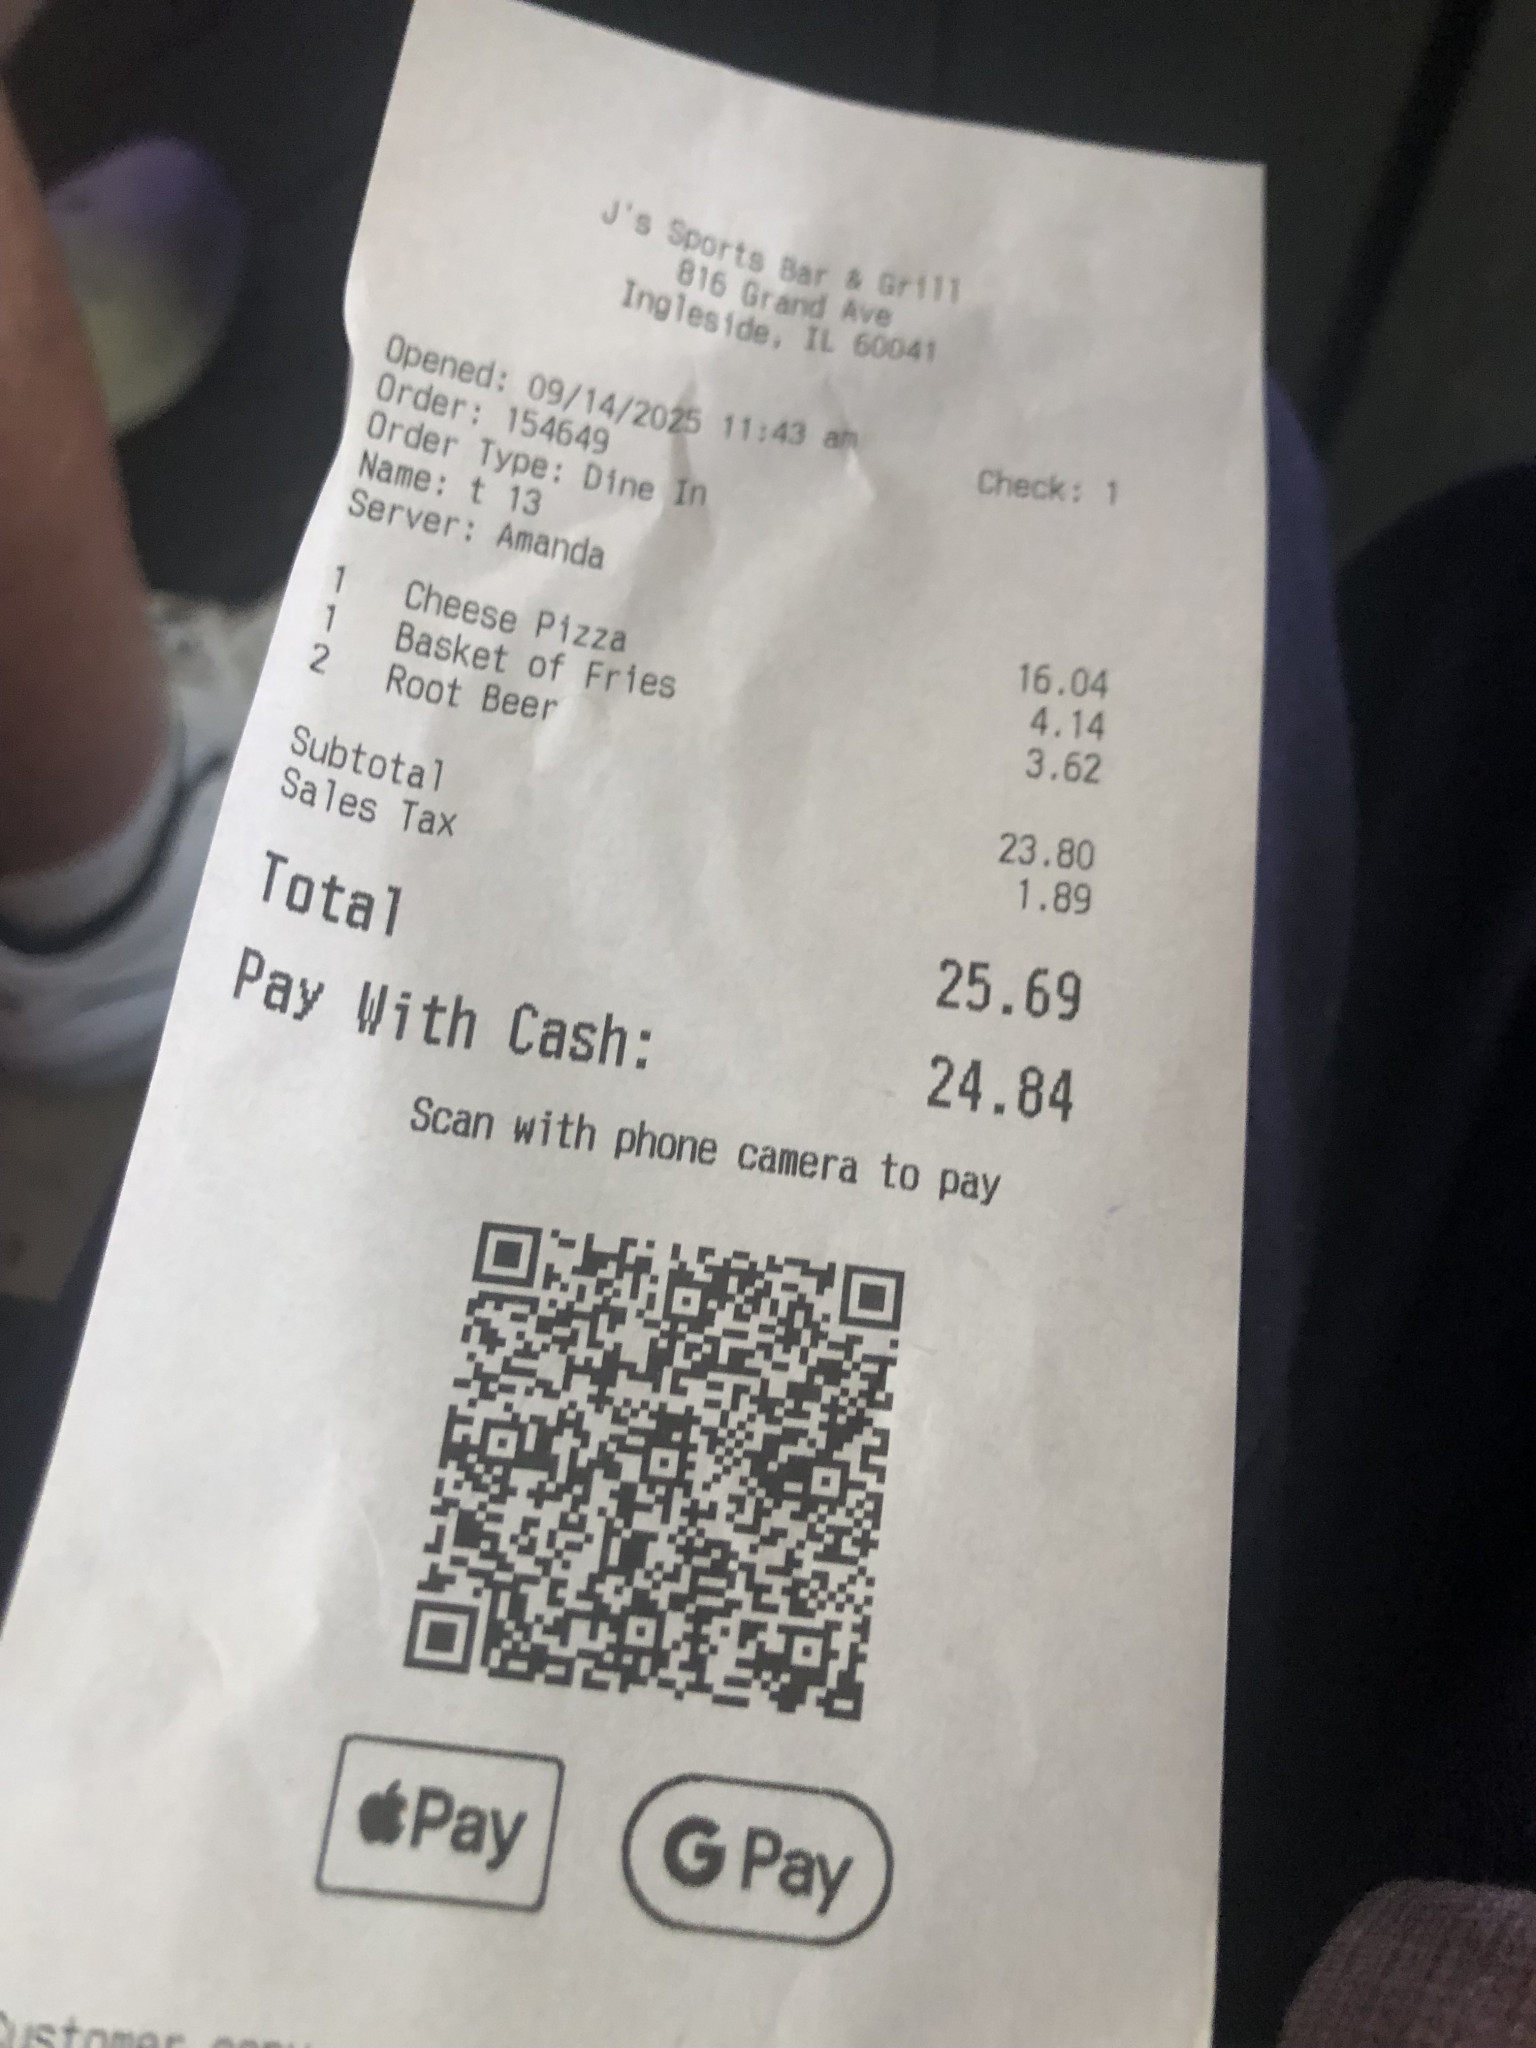 J's Sports Bar & Grill
816 Grand Ave
Ingleside, IL 60041
Opened: 09/14/2025 11:43 am
Order: 154649 Check: 1
Order Type: Dine In
Name: t 13
Server: Amanda
1 Cheese Pizza 16.04
1 Basket of Fries 4.14
2 Root Beer 3.62
Subtotal 23.80
Sales Tax 1.89
Total 25.69
Pay With Cash: 24.84
Scan with phone camera to pay
Pay
G Pay
Customer copy